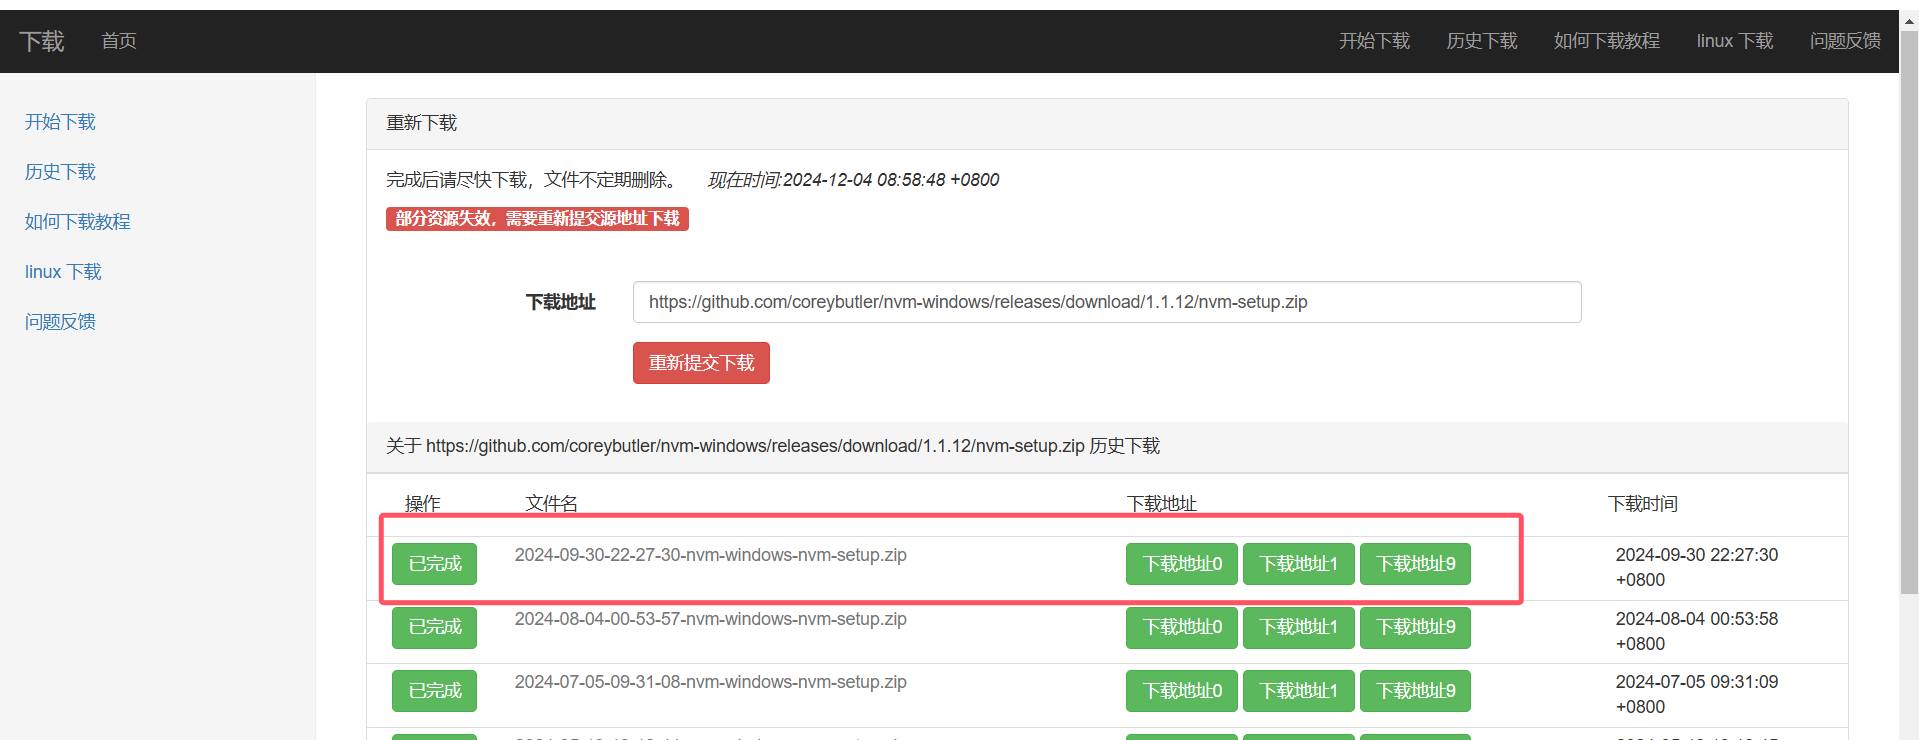 下载 首页 开始下载 历史下载 如何下载教程 linux 下载 问题反馈
开始下载
历史下载
如何下载教程
linux 下载
问题反馈
重新下载
完成后请尽快下载，文件不定期删除。 现在时间:2024-12-04 08:58:48 +0800
部分资源失效，需要重新提交源地址下载
下载地址 https://github.com/coreybutler/nvm-windows/releases/download/1.1.12/nvm-setup.zip
重新提交下载
关于 https://github.com/coreybutler/nvm-windows/releases/download/1.1.12/nvm-setup.zip 历史下载
操作 文件名 下载地址 下载时间
已完成 2024-09-30-22-27-30-nvm-windows-nvm-setup.zip 下载地址0 下载地址1 下载地址9 2024-09-30 22:27:30
+0800
已完成 2024-08-04-00-53-57-nvm-windows-nvm-setup.zip 下载地址0 下载地址1 下载地址9 2024-08-04 00:53:58
+0800
已完成 2024-07-05-09-31-08-nvm-windows-nvm-setup.zip 下载地址0 下载地址1 下载地址9 2024-07-05 09:31:09
+0800